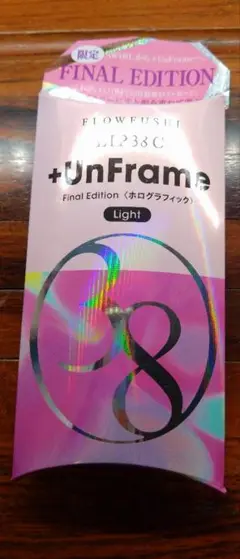 限定
FINAL EDITION
FLOWFUSHI
LIP38℃
+UnFrame
Final Edition〈ホログラフィック〉
Light
38